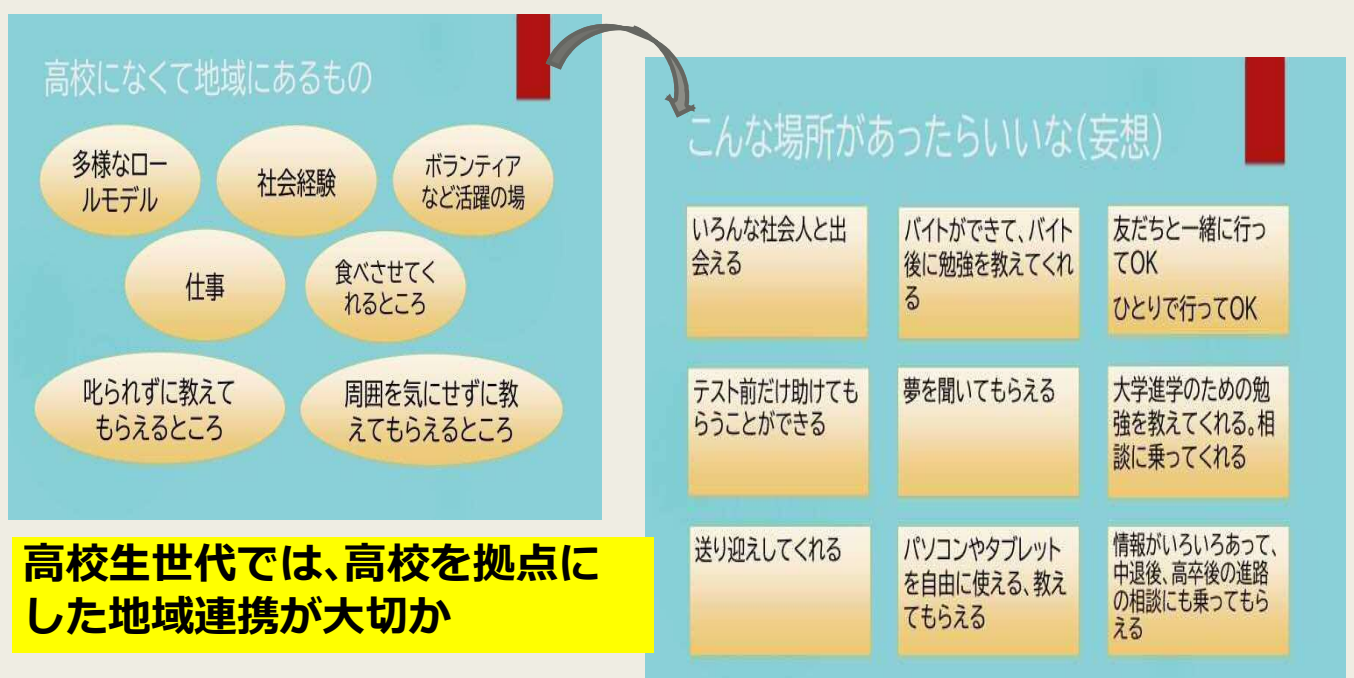 高校になくて地域にあるもの
多様なロー
ルモデル
社会経験
ボランティア
など活躍の場
仕事
食べさせてく
れるところ
叱られずに教えて
もらえるところ
周囲を気にせずに教
えてもらえるところ
高校生世代では、高校を拠点に
した地域連携が大切か
こんな場所があったらいいな(妄想)
いろんな社会人と出
会える
バイトができて、バイト
後に勉強を教えてくれ
る
友だちと一緒に行っ
てOK
ひとりで行ってOK
テスト前だけ助けても
らうことができる
夢を聞いてもらえる
大学進学のための勉
強を教えてくれる。相
談に乗ってくれる
送り迎えしてくれる
パソコンやタブレット
を自由に使える、教え
てもらえる
情報がいろいろあって、
中退後、高卒後の進路
の相談にも乗ってもら
える